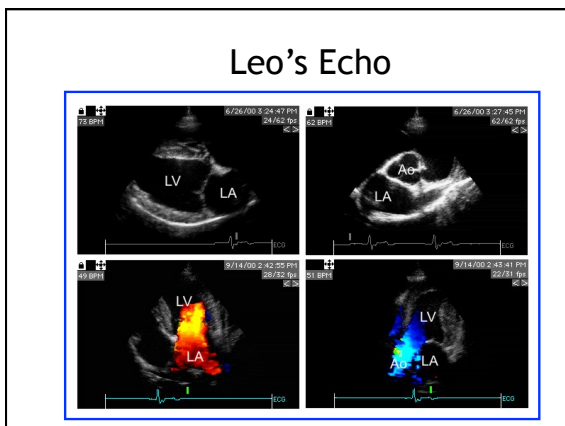 Leo's Echo
6/26/00 3:24:47 PM
73 BPM
24/62 fps
< >
LV
LA
ECG
6/26/00 3:27:45 PM
62 BPM
62/62 fps
< >
Ao
LA
ECG
9/14/00 2:42:55 PM
49 BPM
28/32 fps
< >
LV
LA
ECG
9/14/00 2:43:41 PM
51 BPM
22/31 fps
< >
LV
Ao
LA
ECG